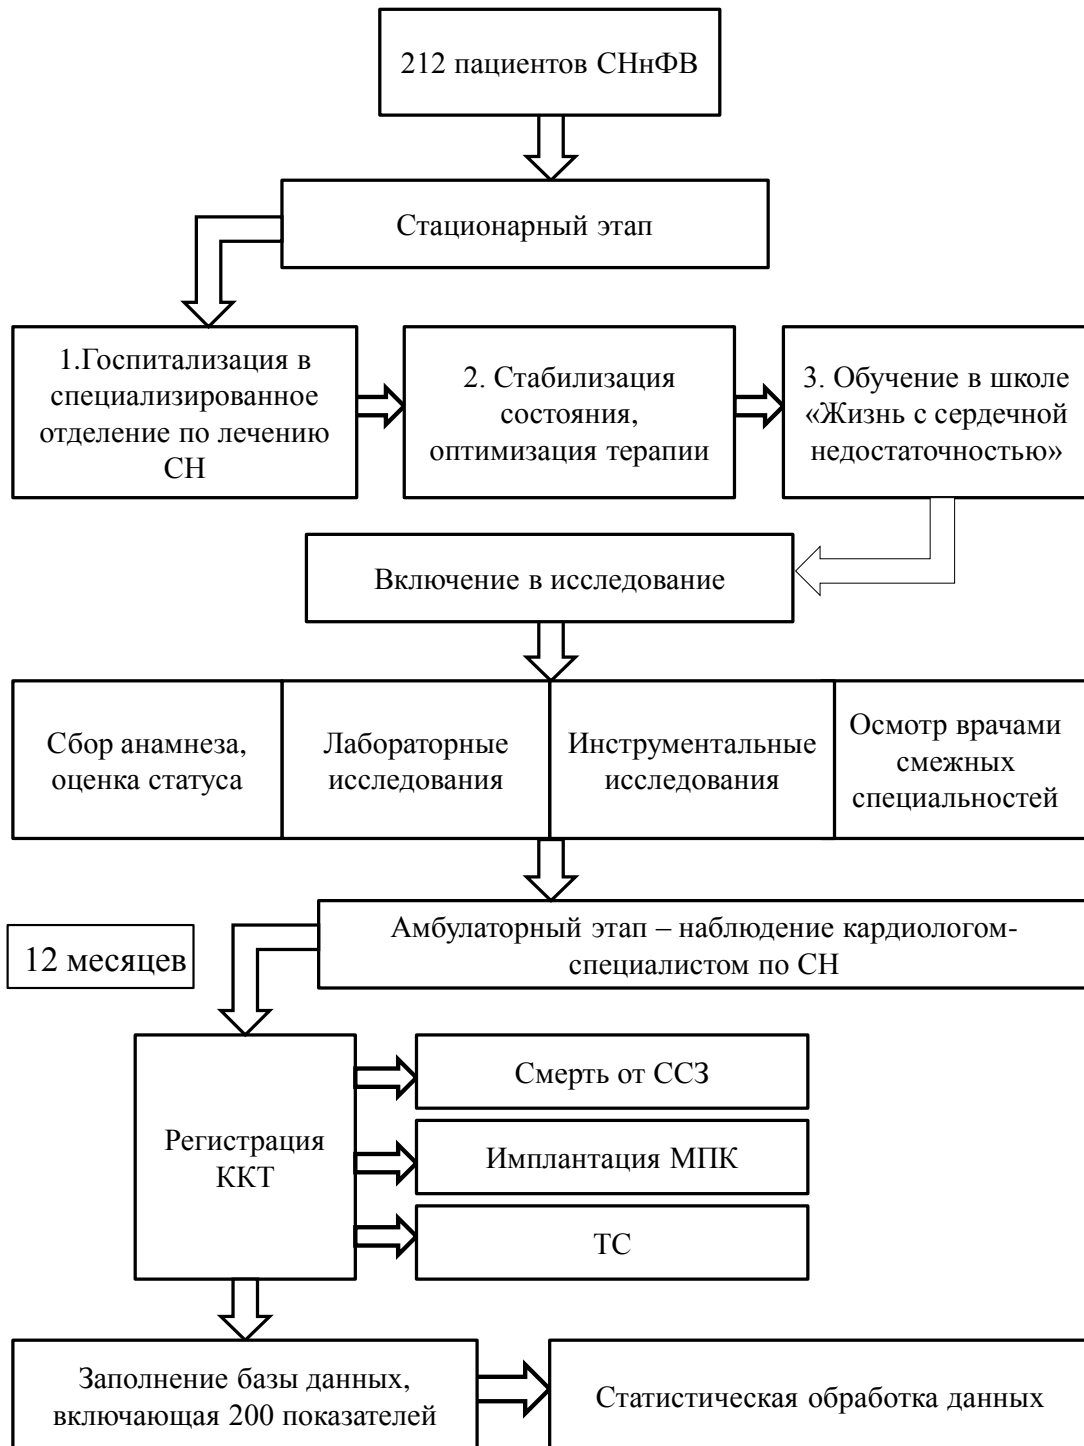 212 пациентов СНнФВ
Стационарный этап
1.Госпитализация в
специализированное
отделение по лечению
СН
2. Стабилизация
состояния,
оптимизация терапии
3. Обучение в школе
«Жизнь с сердечной
недостаточностью»
Включение в исследование
Сбор анамнеза,
оценка статуса
Лабораторные
исследования
Инструментальные
исследования
Осмотр врачами
смежных
специальностей
Амбулаторный этап – наблюдение кардиологом-
специалистом по СН
12 месяцев
Регистрация
ККТ
Смерть от ССЗ
Имплантация МПК
ТС
Заполнение базы данных,
включающая 200 показателей
Статистическая обработка данных